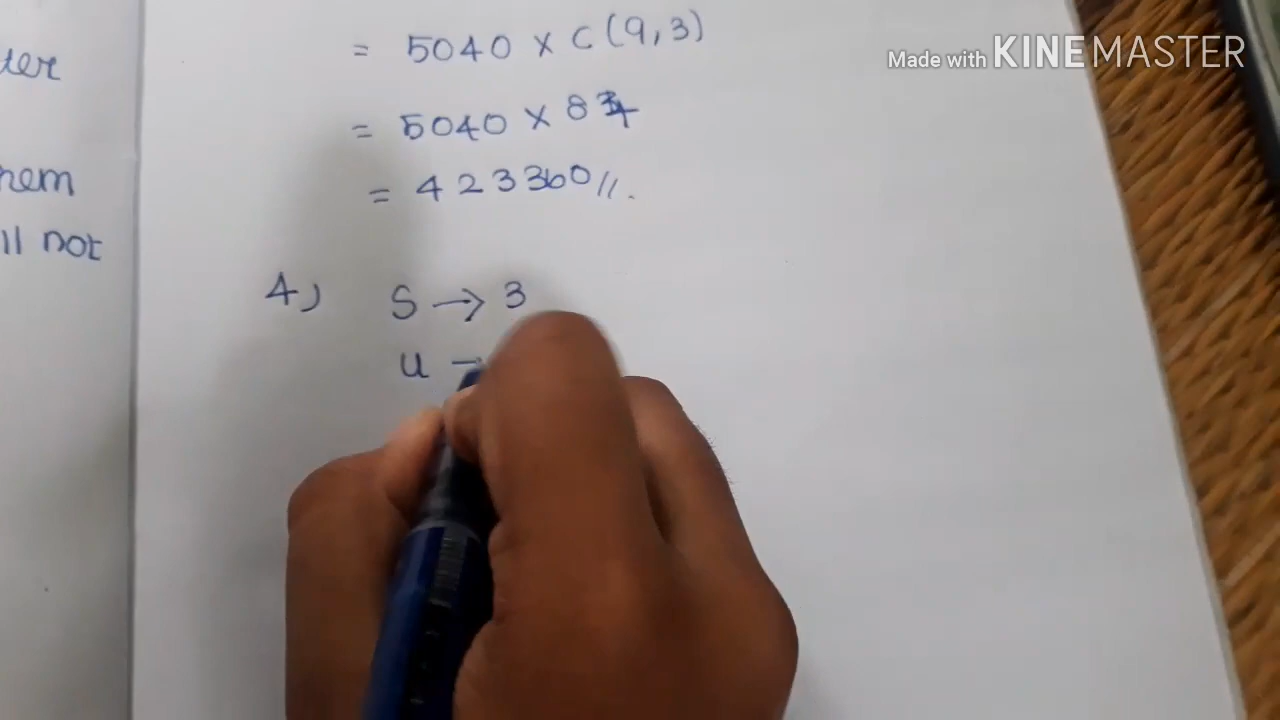 ter
hem
ll not
= 5040 × C(9,3)
= 5040 × 84
= 423360//.
4) S → 3
U →
Made with KINEMASTER